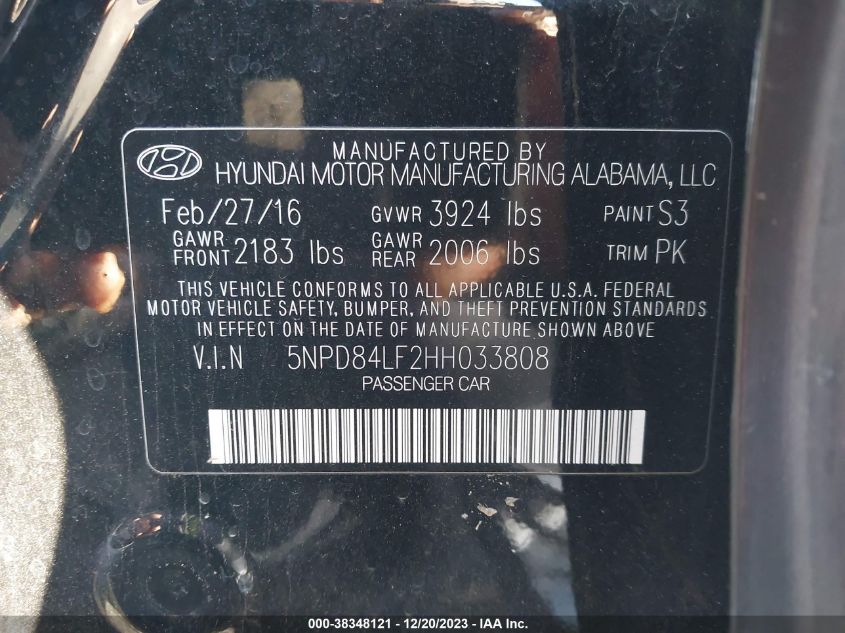 MANUFACTURED BY
HYUNDAI MOTOR MANUFACTURING ALABAMA, LLC
Feb/27/16 GVWR 3924 lbs PAINT S3
GAWR FRONT 2183 lbs GAWR REAR 2006 lbs TRIM PK
THIS VEHICLE CONFORMS TO ALL APPLICABLE U.S.A. FEDERAL
MOTOR VEHICLE SAFETY, BUMPER, AND THEFT PREVENTION STANDARDS
IN EFFECT ON THE DATE OF MANUFACTURE SHOWN ABOVE
V.I.N 5NPD84LF2HH033808
PASSENGER CAR
000-38348121 - 12/20/2023 - IAA Inc.